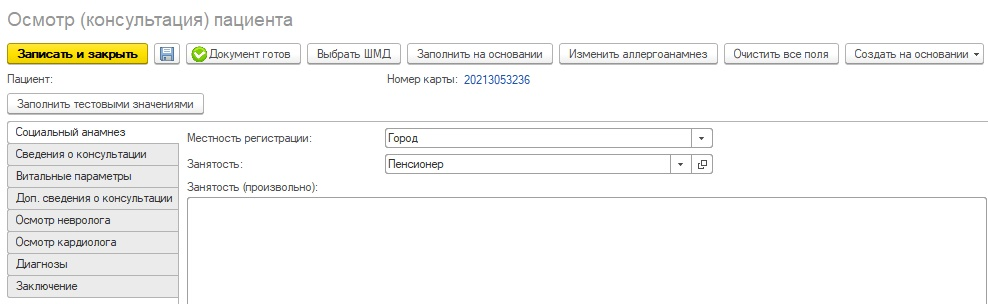 Осмотр (консультация) пациента
Записать и закрыть Документ готов Выбрать ШМД Заполнить на основании Изменить аллергоанамнез Очистить все поля Создать на основании
Пациент: Номер карты: 20213053236
Заполнить тестовыми значениями
Социальный анамнез
Сведения о консультации
Витальные параметры
Доп. сведения о консультации
Осмотр невролога
Осмотр кардиолога
Диагнозы
Заключение
Местность регистрации: Город
Занятость: Пенсионер
Занятость (произвольно):